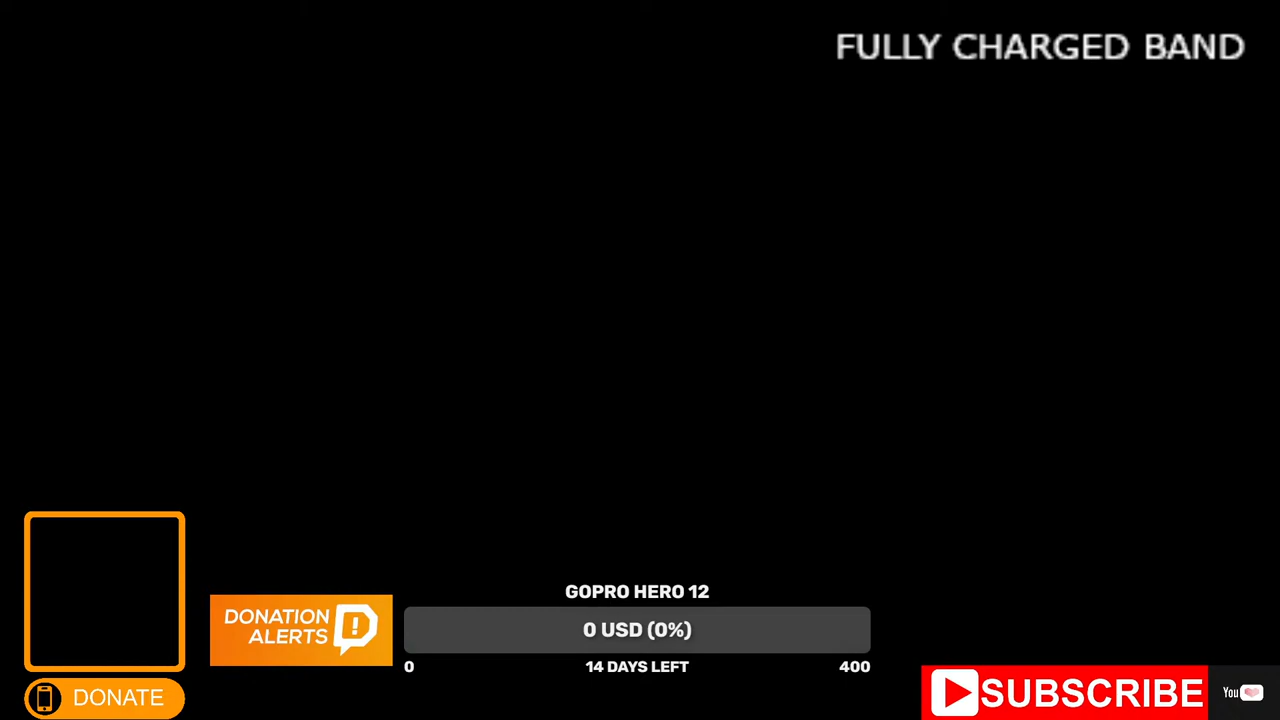 FULLY CHARGED BAND
GOPRO HERO 12
DONATION
ALERTS
0 USD (0%)
0 14 DAYS LEFT 400
DONATE
SUBSCRIBE
You